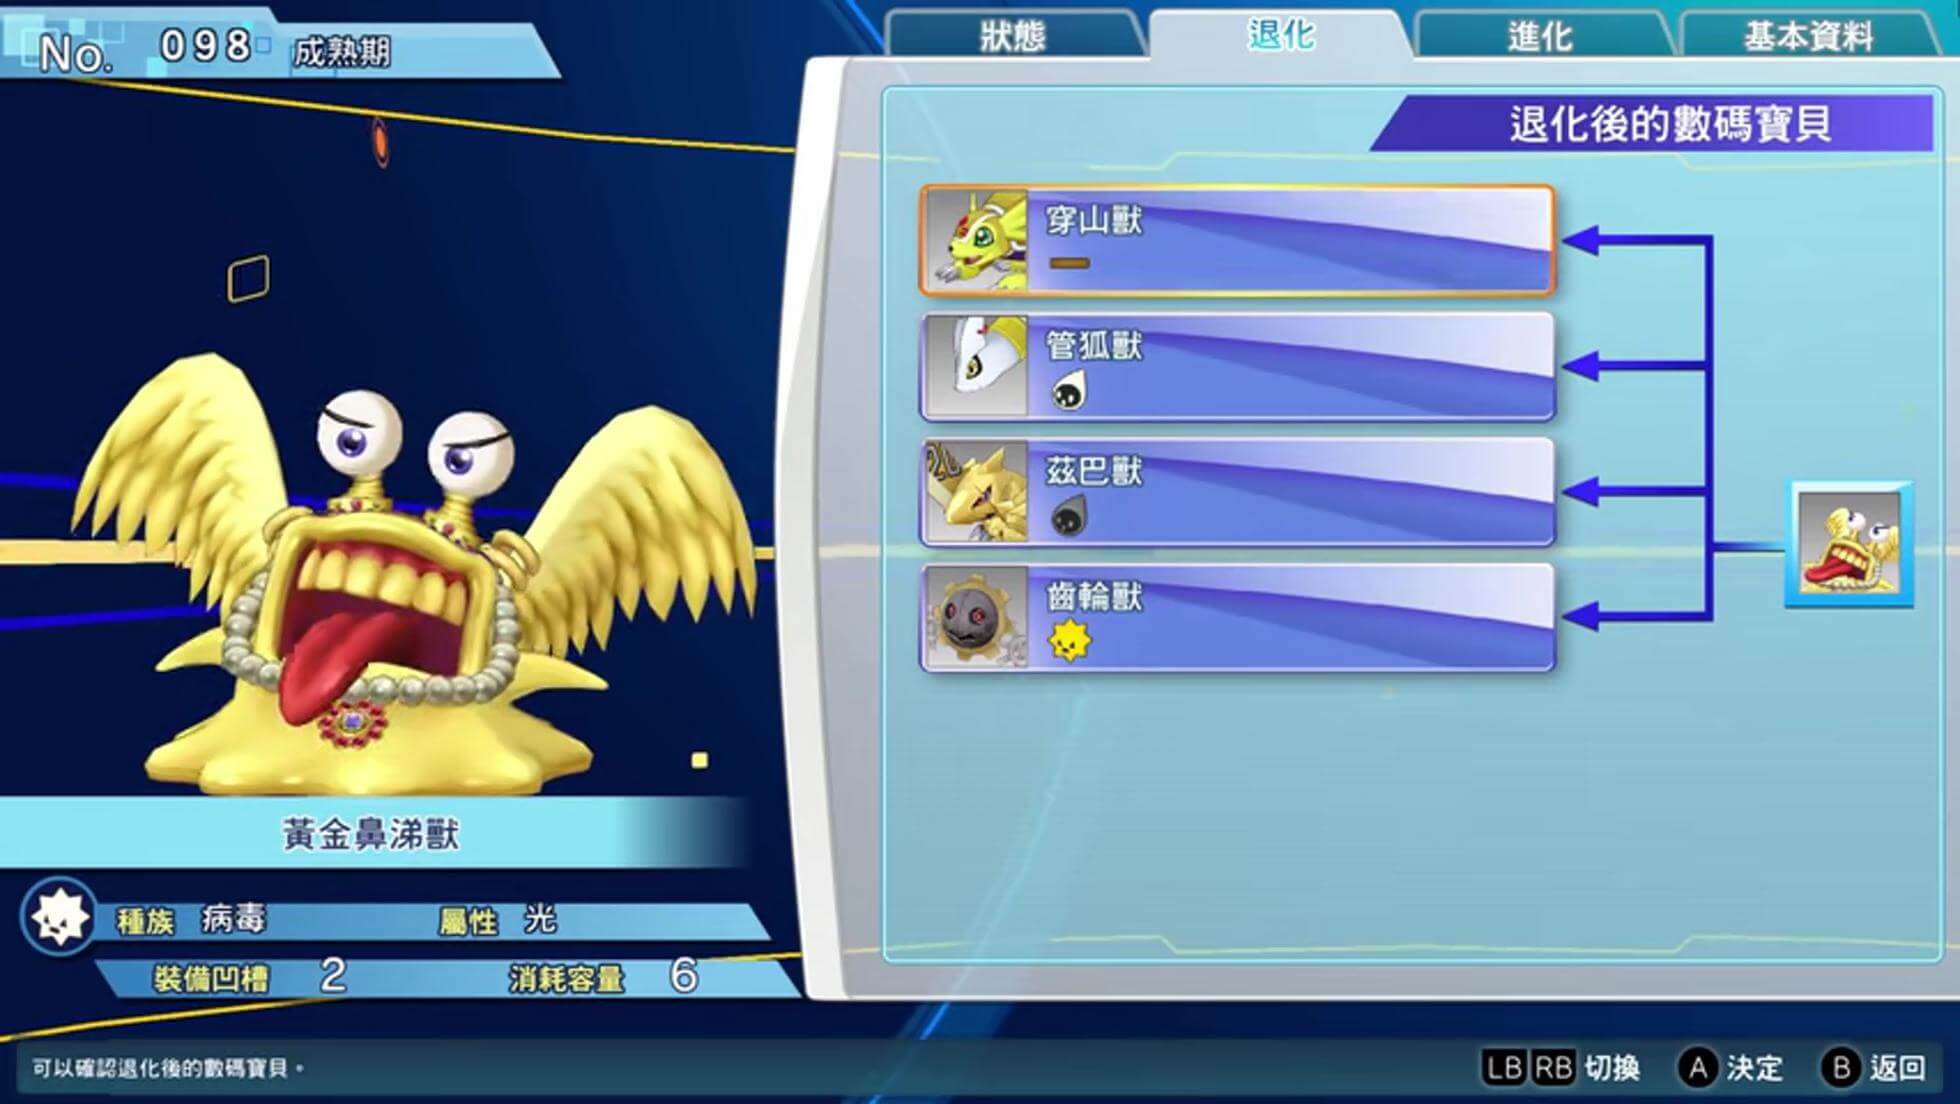 No. 098 成熟期
狀態
退化
進化
基本資料
退化後的數碼寶貝
穿山獸
管狐獸
茲巴獸
齒輪獸
黃金鼻涕獸
種族 病毒 屬性 光
裝備凹槽 2 消耗容量 6
可以確認退化後的數碼寶貝。
LB RB 切換 A 決定 B 返回